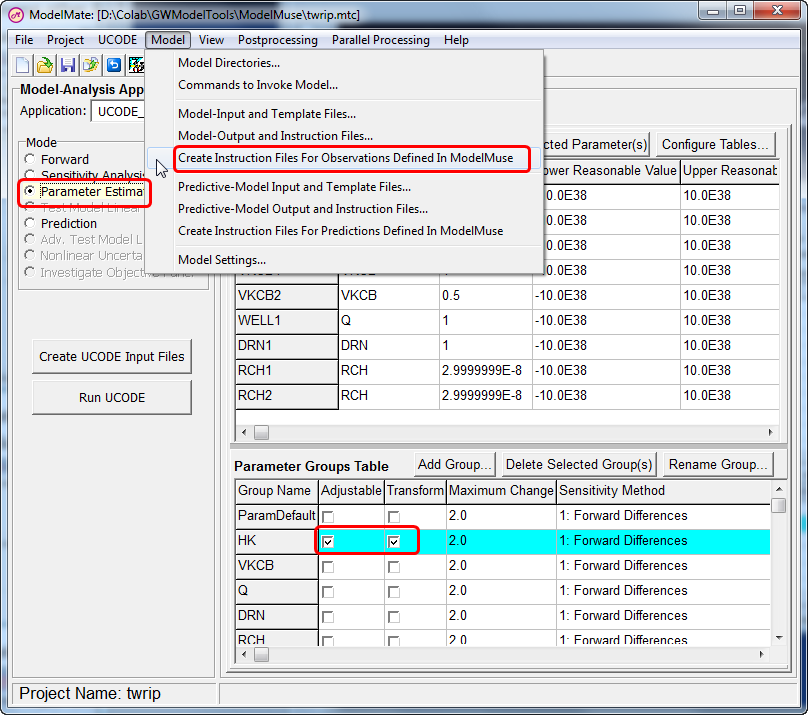 ModelMate: [D:\Colab\GWModelTools\ModelMuse\twrip.mtc]
File Project UCODE Model View Postprocessing Parallel Processing Help
Model-Analysis App
Application: UCODE_
Mode
Forward
Sensitivity Analysis
Parameter Estima
Test Model Linear
Prediction
Adv. Test Model L
Nonlinear Uncerta
Investigate Objective
Create UCODE Input Files
Run UCODE
Model Directories...
Commands to Invoke Model...
Model-Input and Template Files...
Model-Output and Instruction Files...
Create Instruction Files For Observations Defined In ModelMuse
Predictive-Model Input and Template Files...
Predictive-Model Output and Instruction Files...
Create Instruction Files For Predictions Defined In ModelMuse
Model Settings...
cted Parameter(s) Configure Tables...
ower Reasonable Value Upper Reasonab
0.0E38 10.0E38
0.0E38 10.0E38
0.0E38 10.0E38
10.0E38
VKCB2 VKCB 0.5 -10.0E38 10.0E38
WELL1 Q 1 -10.0E38 10.0E38
DRN1 DRN 1 -10.0E38 10.0E38
RCH1 RCH 2.9999999E-8 -10.0E38 10.0E38
RCH2 RCH 2.9999999E-8 -10.0E38 10.0E38
Parameter Groups Table Add Group... Delete Selected Group(s) Rename Group...
Group Name Adjustable Transform Maximum Change Sensitivity Method
ParamDefault 2.0 1: Forward Differences
HK 2.0 1: Forward Differences
VKCB 2.0 1: Forward Differences
Q 2.0 1: Forward Differences
DRN 2.0 1: Forward Differences
RCH 2.0 1: Forward Differences
Project Name: twrip